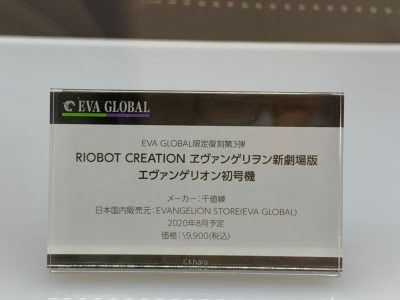 EVA GLOBAL
EVA GLOBAL限定復刻第3弾
RIOBOT CREATION ヱヴァンゲリヲン新劇場版
エヴァンゲリオン初号機
メーカー：千値練
日本国内販売元：EVANGELION STORE(EVA GLOBAL)
2020年8月予定
価格：\9,900(税込)
©khara